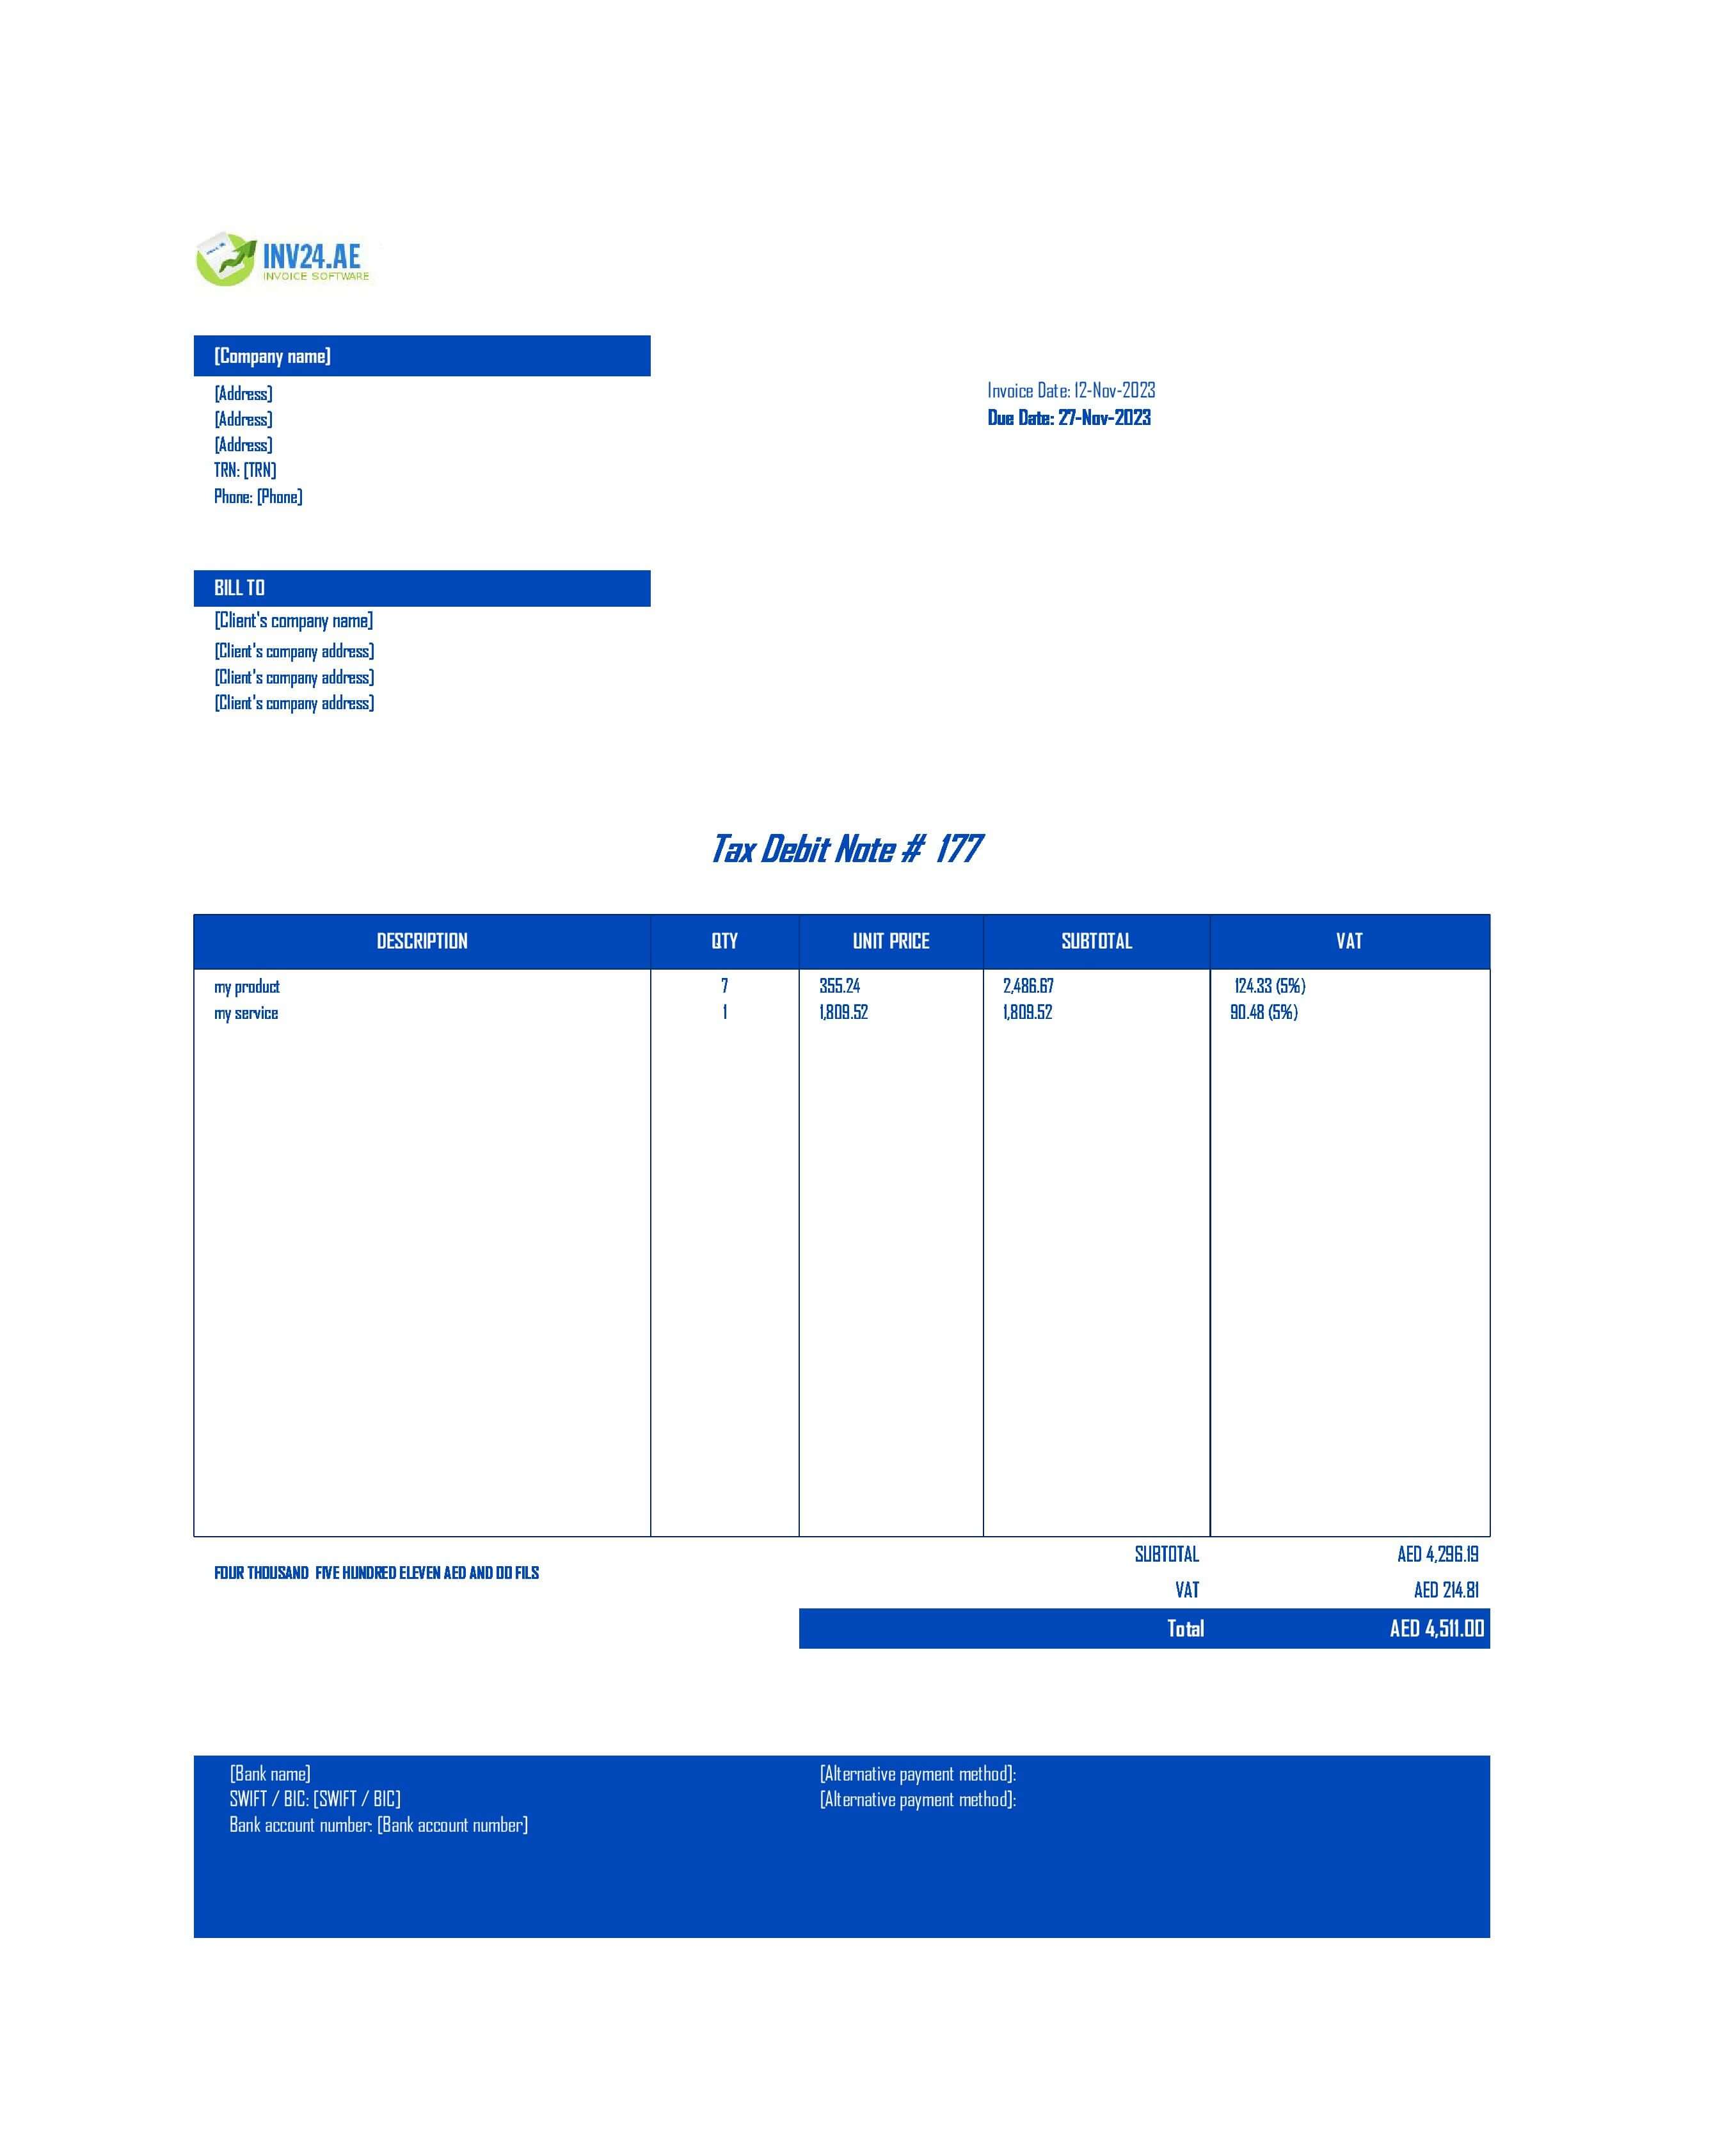 INV24.AE
INVOICE SOFTWARE
[Company name]
[Address]
[Address]
[Address]
TRN: [TRN]
Phone: [Phone]
Invoice Date: 12-Nov-2023
Due Date: 27-Nov-2023
BILL TO
[Client's company name]
[Client's company address]
[Client's company address]
[Client's company address]
Tax Debit Note # 177
DESCRIPTION QTY UNIT PRICE SUBTOTAL VAT
my product 7 355.24 2,486.67 124.33 (5%)
my service 1 1,809.52 1,809.52 90.48 (5%)
SUBTOTAL AED 4,296.19
FOUR THOUSAND FIVE HUNDRED ELEVEN AED AND 00 FILS
VAT AED 214.81
Total AED 4,511.00
[Bank name] [Alternative payment method]:
SWIFT / BIC: [SWIFT / BIC] [Alternative payment method]:
Bank account number: [Bank account number]